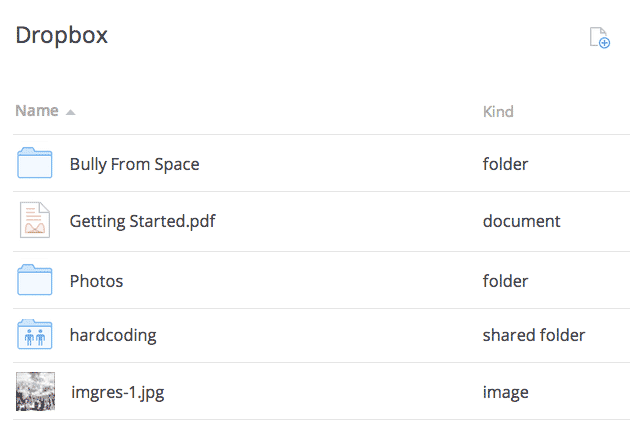 Dropbox
Name Kind
Bully From Space folder
Getting Started.pdf document
Photos folder
hardcoding shared folder
imgres-1.jpg image